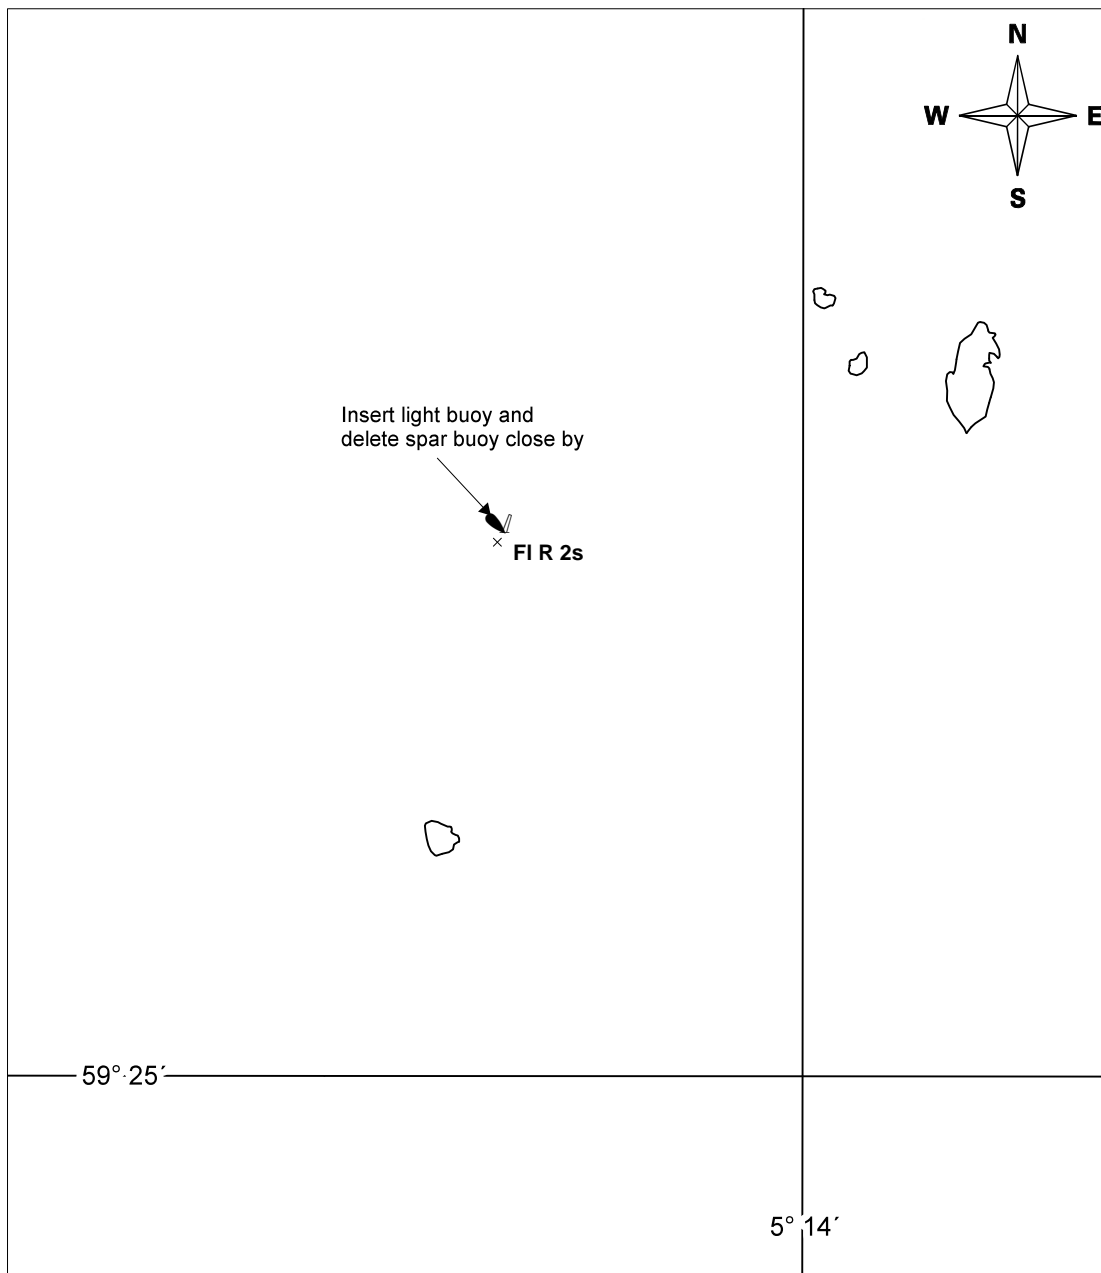 N
W E
S
Insert light buoy and
delete spar buoy close by
Fl R 2s
59° 25´
5° 14´